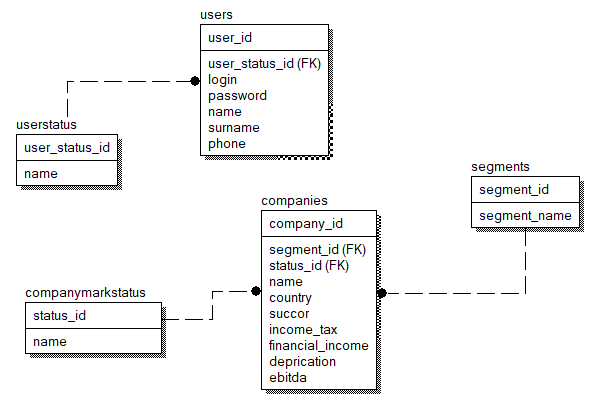 users
user_id
user_status_id (FK)
login
password
name
surname
phone
userstatus
user_status_id
name
segments
segment_id
segment_name
companies
company_id
segment_id (FK)
status_id (FK)
name
country
succor
income_tax
financial_income
deprication
ebitda
companymarkstatus
status_id
name